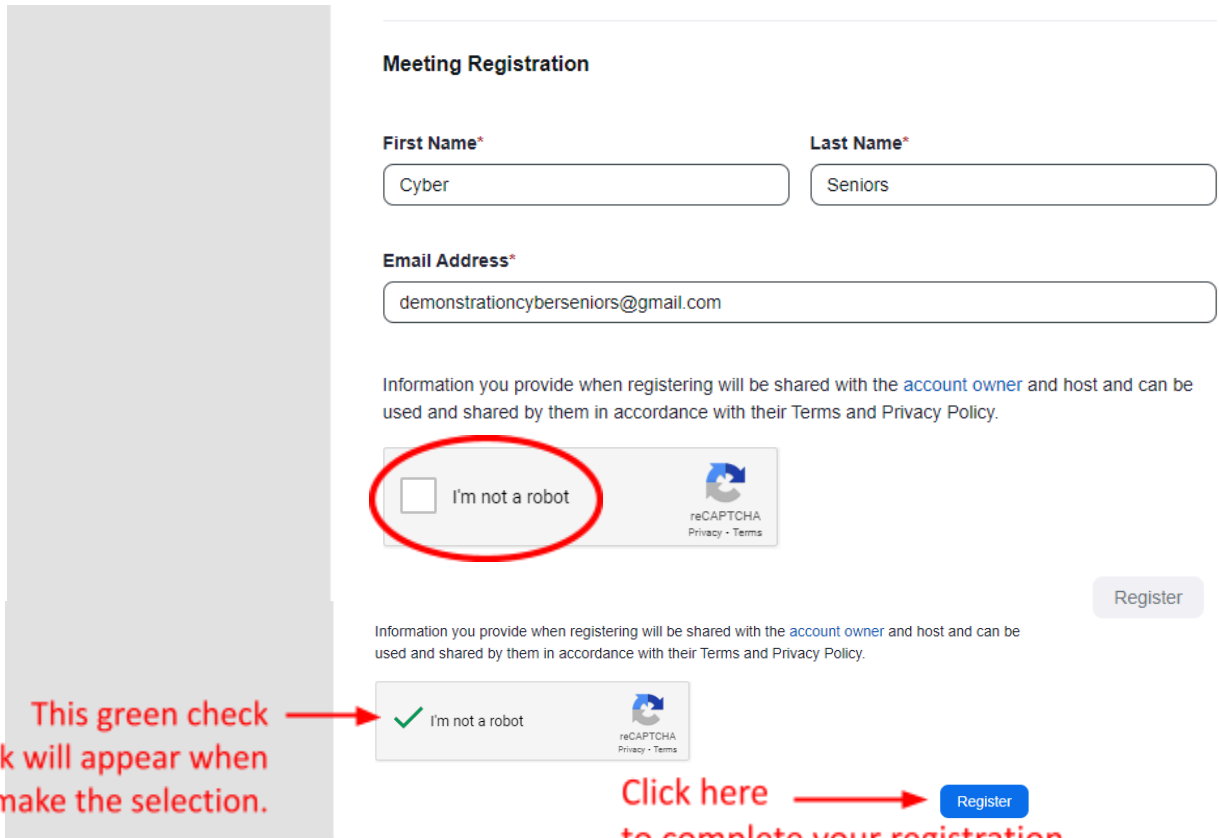 Meeting Registration
First Name* Last Name*
Cyber Seniors
Email Address*
demonstrationcyberseniors@gmail.com
Information you provide when registering will be shared with the account owner and host and can be
used and shared by them in accordance with their Terms and Privacy Policy.
I'm not a robot
reCAPTCHA
Privacy - Terms
Register
Information you provide when registering will be shared with the account owner and host and can be
used and shared by them in accordance with their Terms and Privacy Policy.
This green check
k will appear when
make the selection.
I'm not a robot
reCAPTCHA
Privacy - Terms
Click here
to complete your registration
Register